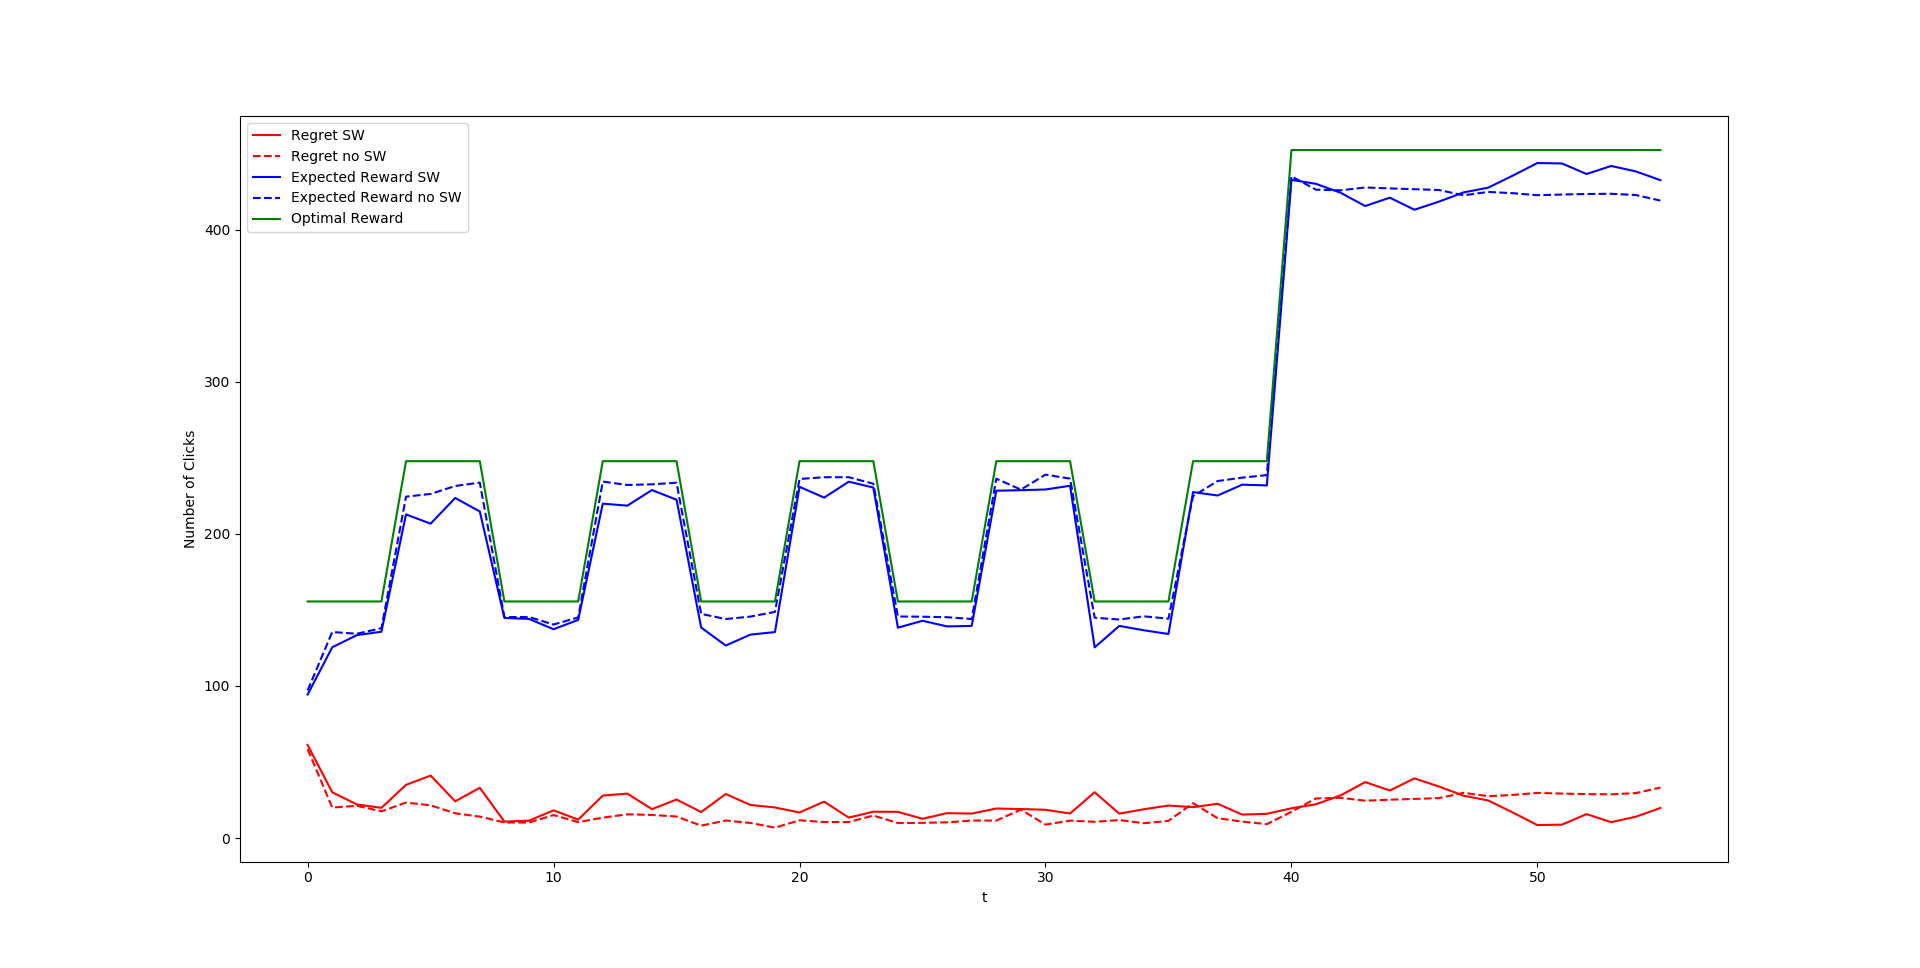 Regret SW
Regret no SW
Expected Reward SW
Expected Reward no SW
Optimal Reward
Number of Clicks
400
300
200
100
0
0 10 20 30 40 50
t